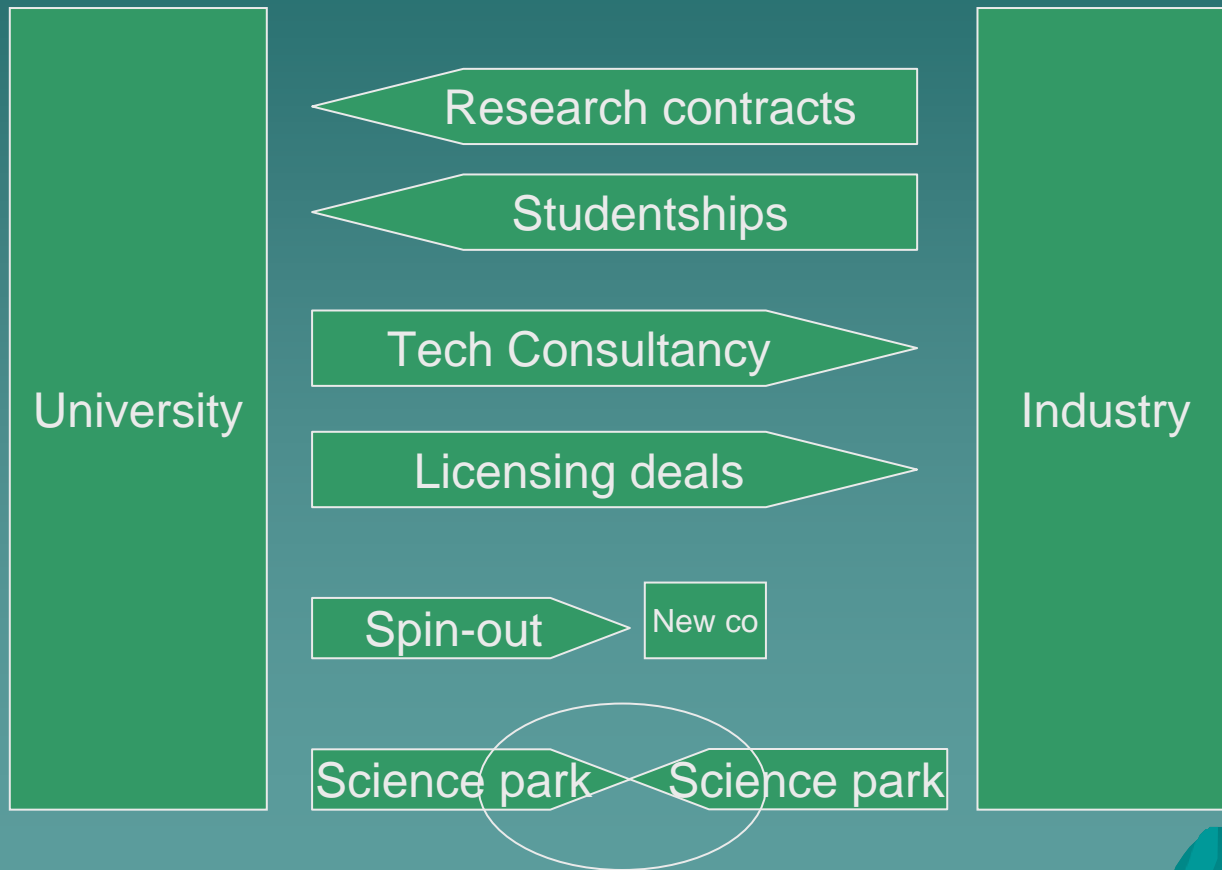 Research contracts
Studentships
Tech Consultancy
University
Industry
Licensing deals
Spin-out
New co
Science park
Science park